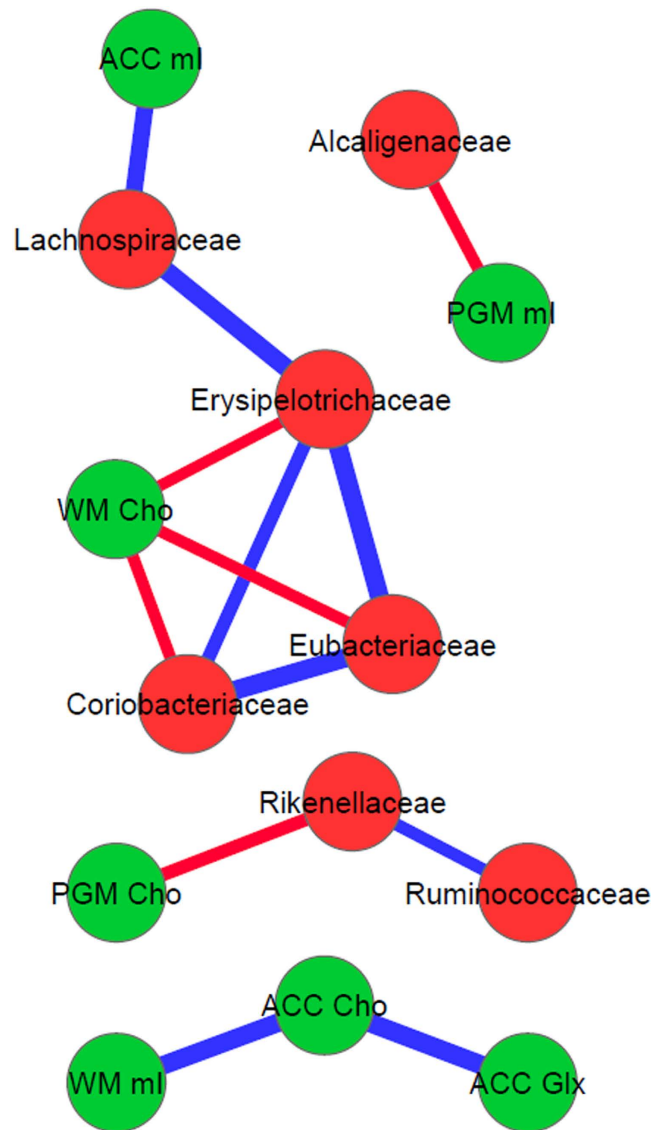 ACC mI
Alcaligenaceae
Lachnospiraceae
PGM mI
Erysipelotrichaceae
WM Cho
Eubacteriaceae
Coriobacteriaceae
Rikenellaceae
PGM Cho
Ruminococcaceae
ACC Cho
WM mI
ACC Glx